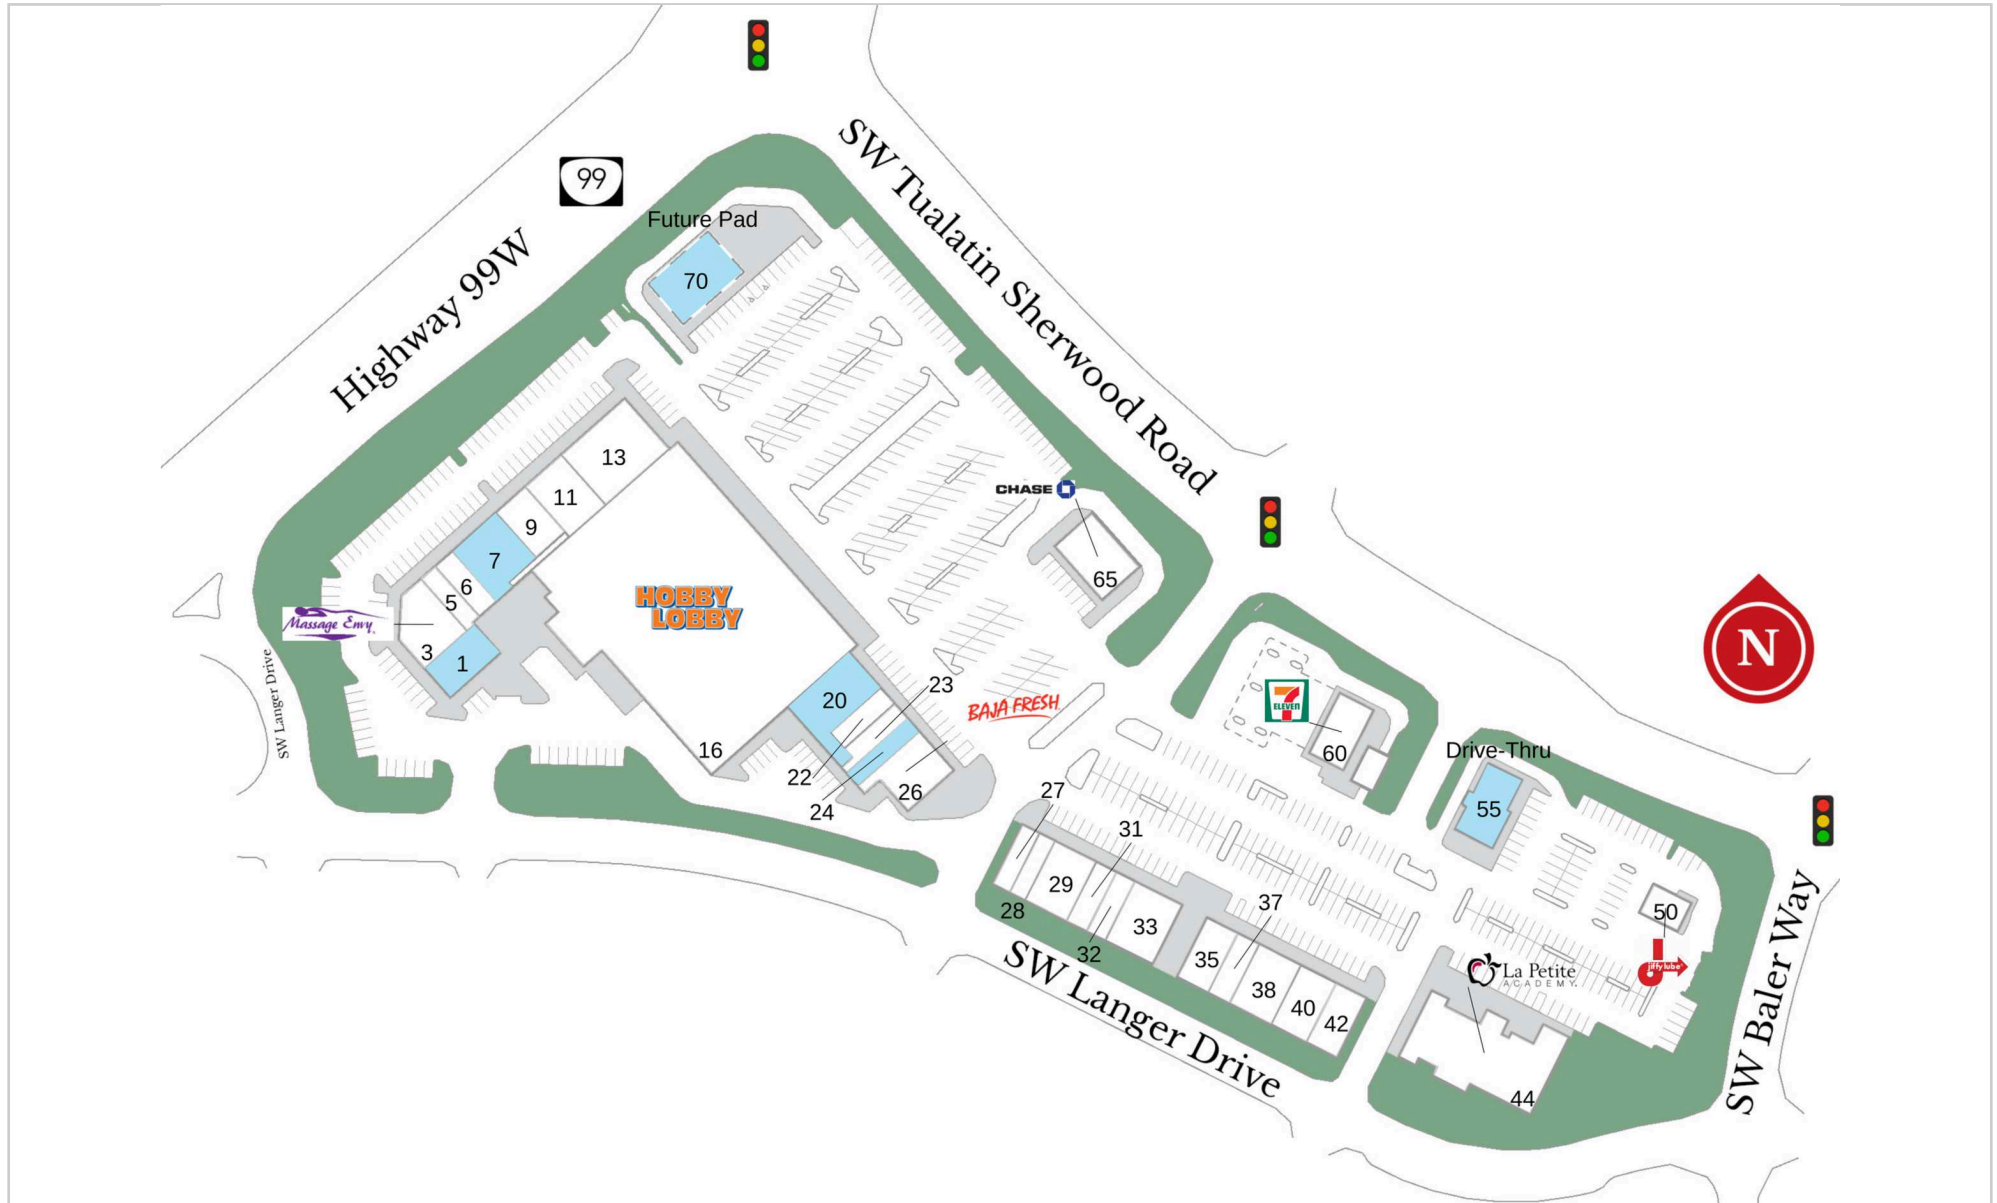 99
SW Tualatin Sherwood Road
Future Pad
70
Highway 99W
13
CHASE
11
9
7
65
6
5
HOBBY
LOBBY
Massage Envy
3
1
SW Langer Drive
N
20
23
BAJA FRESH
7
ELEVEN
16
60
Drive-Thru
22
24
26
27
55
31
29
37
28
33
50
32
35
jiffy lube
La Petite
ACADEMY
38
40
42
SW Langer Drive
SW Baler Way
44